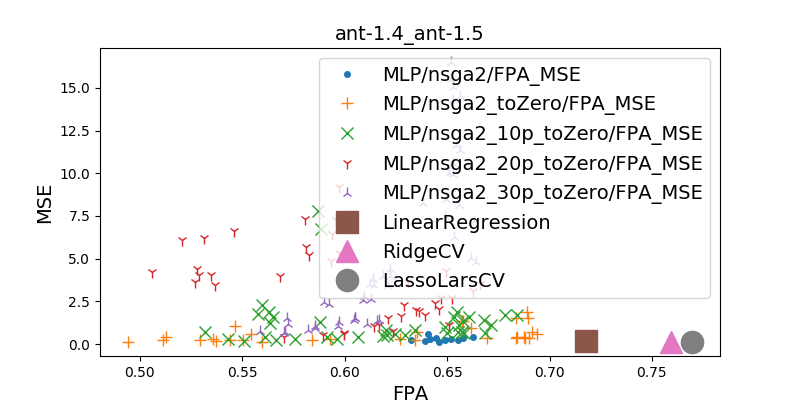 ant-1.4_ant-1.5
MSE
15.0
12.5
10.0
7.5
5.0
2.5
0.0
MLP/nsga2/FPA_MSE
MLP/nsga2_toZero/FPA_MSE
MLP/nsga2_10p_toZero/FPA_MSE
MLP/nsga2_20p_toZero/FPA_MSE
MLP/nsga2_30p_toZero/FPA_MSE
LinearRegression
RidgeCV
LassoLarsCV
0.50 0.55 0.60 0.65 0.70 0.75
FPA